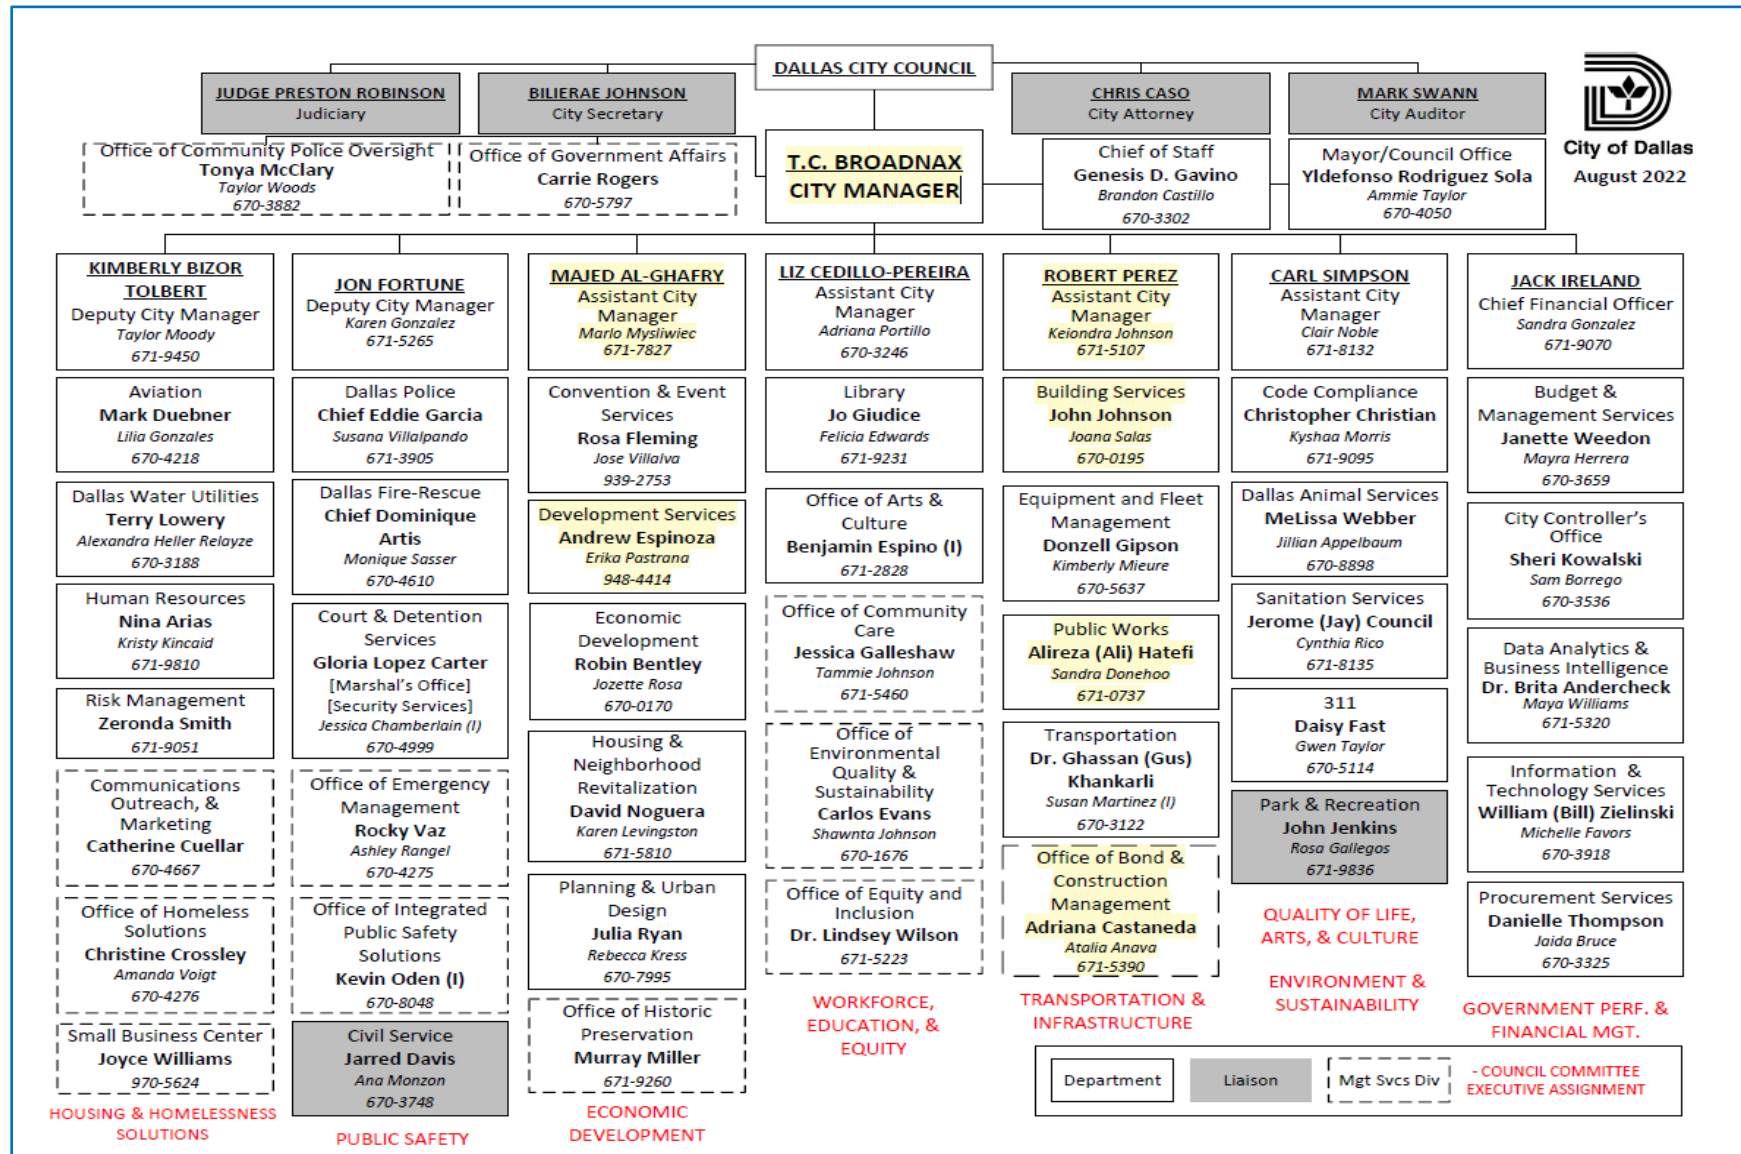 DALLAS CITY COUNCIL
JUDGE PRESTON ROBINSON
Judiciary
BILIERAE JOHNSON
City Secretary
CHRIS CASO
City Attorney
MARK SWANN
City Auditor
City of Dallas
August 2022
Office of Community Police Oversight
Tonya McClary
Taylor Woods
670-3882
Office of Government Affairs
Carrie Rogers
670-5797
T.C. BROADNAX
CITY MANAGER
Chief of Staff
Genesis D. Gavino
Brandon Castillo
670-3302
Mayor/Council Office
Yldefonso Rodriguez Sola
Ammie Taylor
670-4050
KIMBERLY BIZOR
TOLBERT
Deputy City Manager
Taylor Moody
671-9450
Aviation
Mark Duebner
Lilia Gonzales
670-4218
Dallas Water Utilities
Terry Lowery
Alexandra Heller Relayze
670-3188
Human Resources
Nina Arias
Kristy Kincaid
671-9810
Risk Management
Zeronda Smith
671-9051
Communications
Outreach, &
Marketing
Catherine Cuellar
670-4667
Office of Homeless
Solutions
Christine Crossley
Amanda Voigt
670-4276
Small Business Center
Joyce Williams
970-5624
HOUSING & HOMELESSNESS
SOLUTIONS
JON FORTUNE
Deputy City Manager
Karen Gonzalez
671-5265
Dallas Police
Chief Eddie Garcia
Susana Villalpando
671-3905
Dallas Fire-Rescue
Chief Dominique
Artis
Monique Sasser
670-4610
Court & Detention
Services
Gloria Lopez Carter
[Marshal's Office]
[Security Services]
Jessica Chamberlain (I)
670-4999
Office of Emergency
Management
Rocky Vaz
Ashley Rangel
670-4275
Office of Integrated
Public Safety
Solutions
Kevin Oden (I)
670-8048
Civil Service
Jarred Davis
Ana Monzon
670-3748
PUBLIC SAFETY
MAJED AL-GHAFRY
Assistant City
Manager
Marlo Mysliwiec
671-7827
Convention & Event
Services
Rosa Fleming
Jose Villalva
939-2753
Development Services
Andrew Espinoza
Erika Pastrana
948-4414
Economic
Development
Robin Bentley
Jozette Rosa
670-0170
Housing &
Neighborhood
Revitalization
David Noguera
Karen Levingston
671-5810
Planning & Urban
Design
Julia Ryan
Rebecca Kress
670-7995
Office of Historic
Preservation
Murray Miller
671-9260
ECONOMIC
DEVELOPMENT
LIZ CEDILLO-PEREIRA
Assistant City
Manager
Adriana Portillo
670-3246
Library
Jo Giudice
Felicia Edwards
671-9231
Office of Arts &
Culture
Benjamin Espino (I)
671-2828
Office of Community
Care
Jessica Galleshaw
Tammie Johnson
671-5460
Office of
Environmental
Quality &
Sustainability
Carlos Evans
Shawnta Johnson
670-1676
Office of Equity and
Inclusion
Dr. Lindsey Wilson
671-5223
WORKFORCE,
EDUCATION, &
EQUITY
ROBERT PEREZ
Assistant City
Manager
Keiondra Johnson
671-5107
Building Services
John Johnson
Joana Salas
670-0195
Equipment and Fleet
Management
Donzell Gipson
Kimberly Mieure
670-5637
Public Works
Alireza (Ali) Hatefi
Sandra Donehoo
671-0737
Transportation
Dr. Ghassan (Gus)
Khankarli
Susan Martinez (I)
670-3122
Office of Bond &
Construction
Management
Adriana Castaneda
Atalia Anava
671-5390
TRANSPORTATION &
INFRASTRUCTURE
CARL SIMPSON
Assistant City
Manager
Clair Noble
671-8132
Code Compliance
Christopher Christian
Kyshaa Morris
671-9095
Dallas Animal Services
MeLissa Webber
Jillian Appelbaum
670-8898
Sanitation Services
Jerome (Jay) Council
Cynthia Rico
671-8135
311
Daisy Fast
Gwen Taylor
670-5114
Park & Recreation
John Jenkins
Rosa Gallegos
671-9836
QUALITY OF LIFE,
ARTS, & CULTURE
ENVIRONMENT &
SUSTAINABILITY
JACK IRELAND
Chief Financial Officer
Sandra Gonzalez
671-9070
Budget &
Management Services
Janette Weedon
Mayra Herrera
670-3659
City Controller's
Office
Sheri Kowalski
Sam Borrego
670-3536
Data Analytics &
Business Intelligence
Dr. Brita Andercheck
Maya Williams
671-5320
Information &
Technology Services
William (Bill) Zielinski
Michelle Favors
670-3918
Procurement Services
Danielle Thompson
Jaida Bruce
670-3325
GOVERNMENT PERF. &
FINANCIAL MGT.
Department
Liaison
Mgt Svcs Div
- COUNCIL COMMITTEE
EXECUTIVE ASSIGNMENT